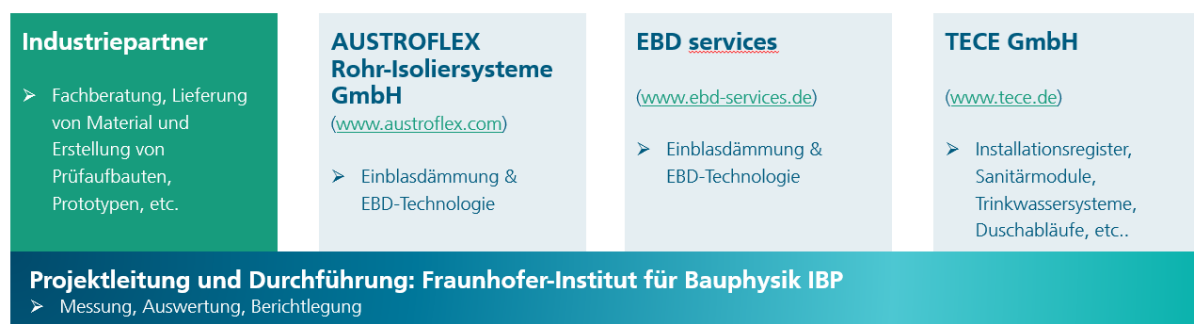 Industriepartner
➢ Fachberatung, Lieferung
von Material und
Erstellung von
Prüfaufbauten,
Prototypen, etc.
AUSTROFLEX
Rohr-Isoliersysteme
GmbH
(www.austroflex.com)
➢ Einblasdämmung &
EBD-Technologie
EBD services
(www.ebd-services.de)
➢ Einblasdämmung &
EBD-Technologie
TECE GmbH
(www.tece.de)
➢ Installationsregister,
Sanitärmodule,
Trinkwassersysteme,
Duschabläufe, etc..
Projektleitung und Durchführung: Fraunhofer-Institut für Bauphysik IBP
➢ Messung, Auswertung, Berichtlegung